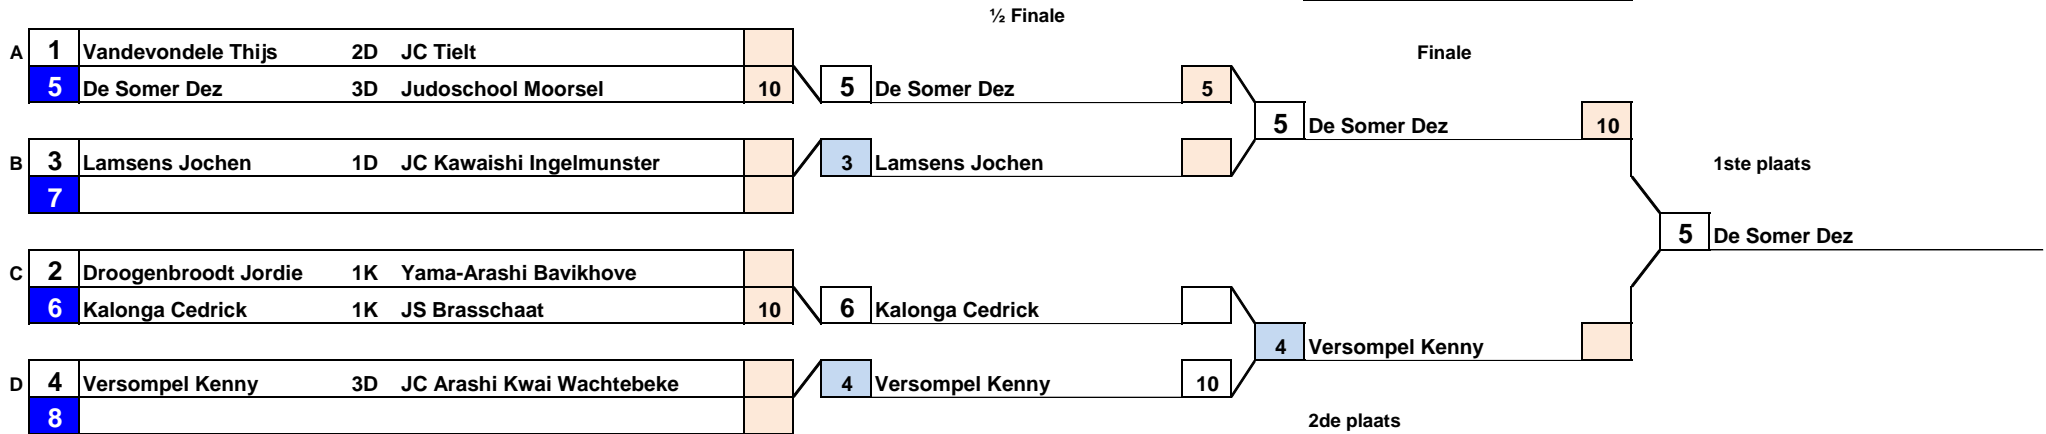 ½ Finale
A 1 Vandevondele Thijs 2D JC Tielt
Finale
5 De Somer Dez 3D Judoschool Moorsel 10 5 De Somer Dez 5
5 De Somer Dez 10
B 3 Lamsens Jochen 1D JC Kawaishi Ingelmunster 3 Lamsens Jochen 1ste plaats
7
5 De Somer Dez
C 2 Droogenbroodt Jordie 1K Yama-Arashi Bavikhove
6 Kalonga Cedrick 1K JS Brasschaat 10 6 Kalonga Cedrick
4 Versompel Kenny
D 4 Versompel Kenny 3D JC Arashi Kwai Wachtebeke 4 Versompel Kenny 10
8 2de plaats